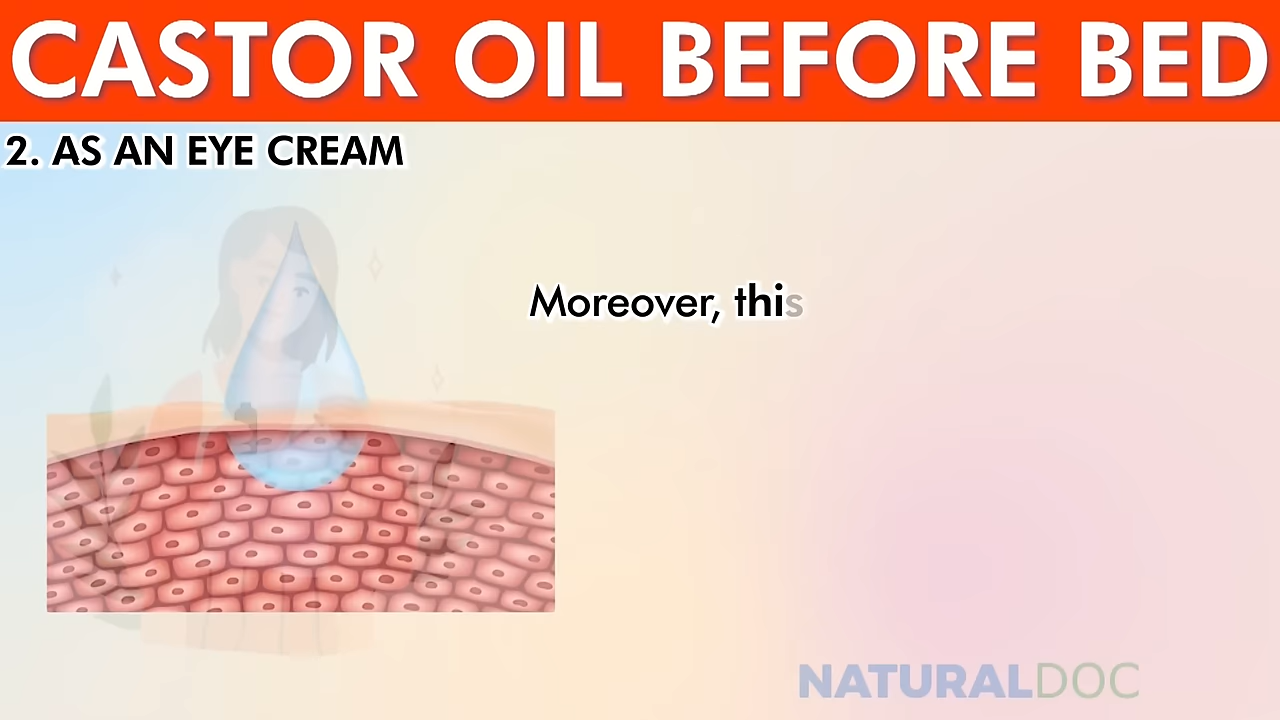 CASTOR OIL BEFORE BED
2. AS AN EYE CREAM
Moreover, this
NATURALDOC